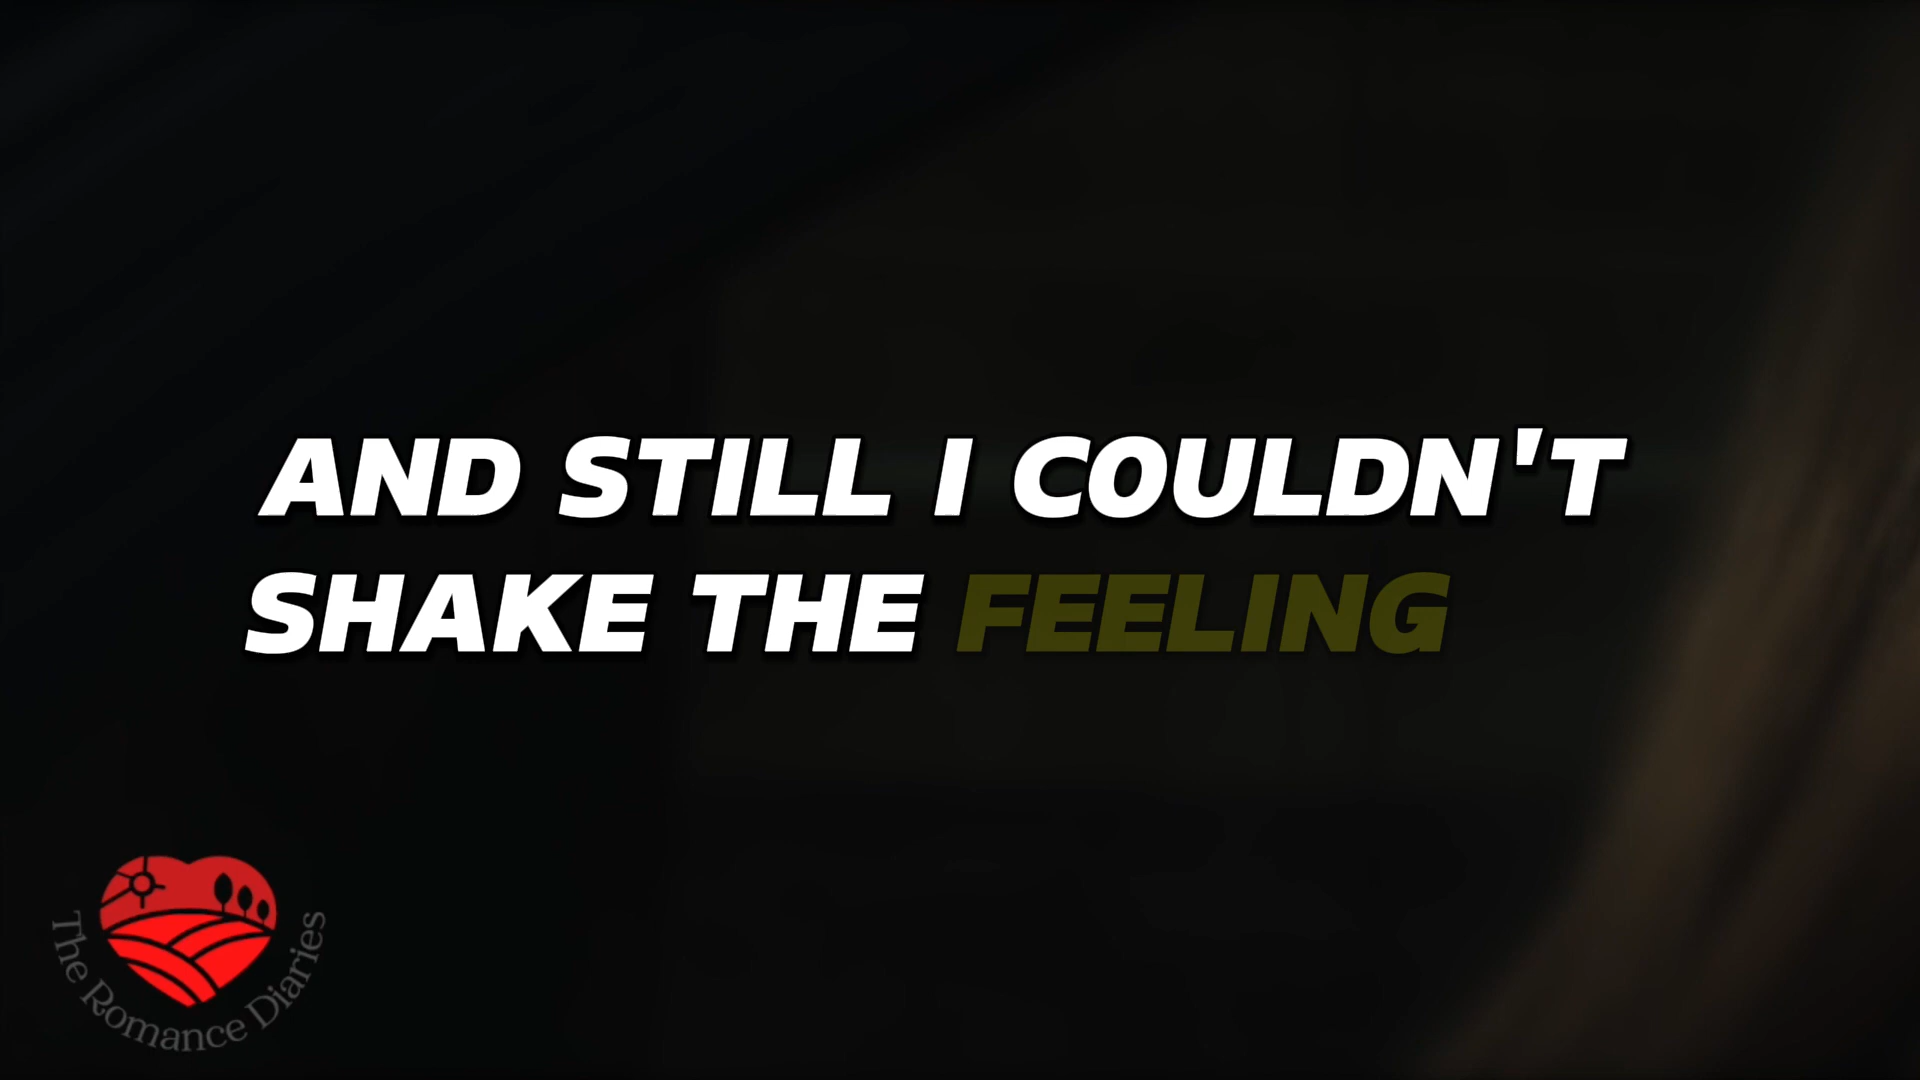 AND STILL I COULDN'T
SHAKE THE FEELING
The Romance Diaries